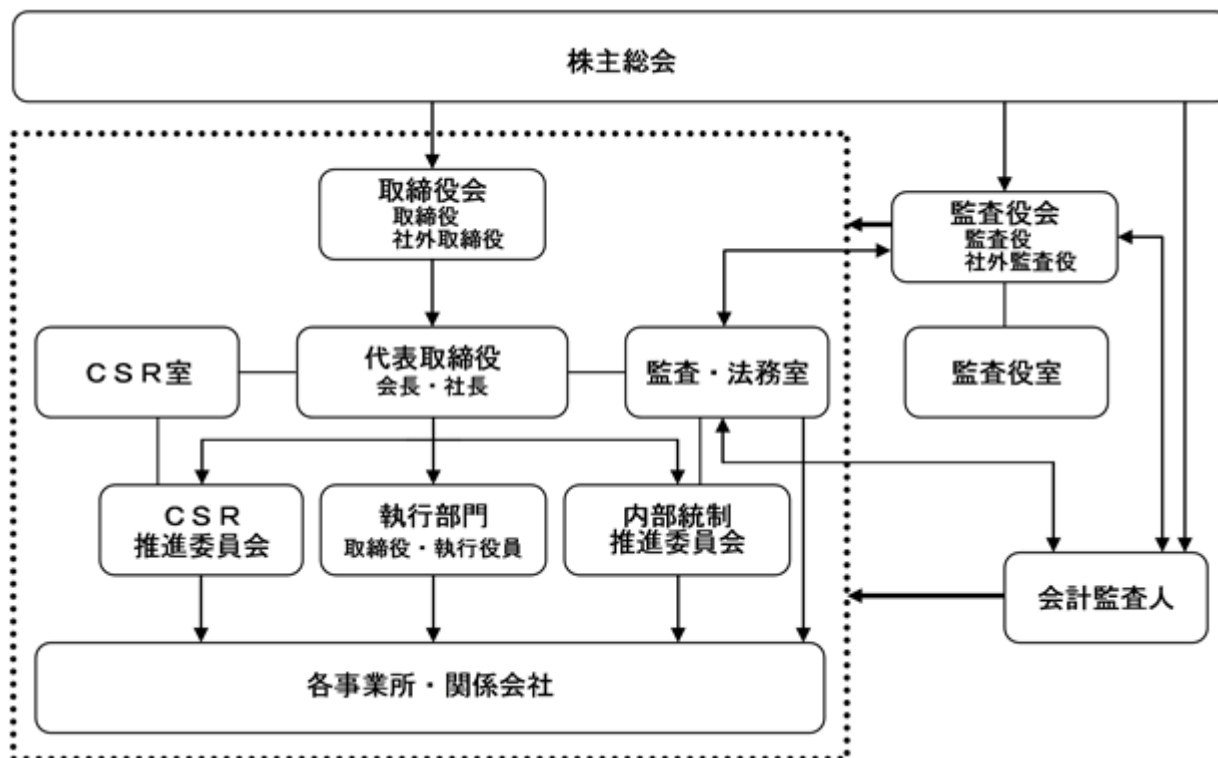 株主総会
取締役会
取締役
社外取締役
監査役会
監査役
社外監査役
ＣＳＲ室
代表取締役
会長・社長
監査・法務室
監査役室
ＣＳＲ
推進委員会
執行部門
取締役・執行役員
内部統制
推進委員会
会計監査人
各事業所・関係会社